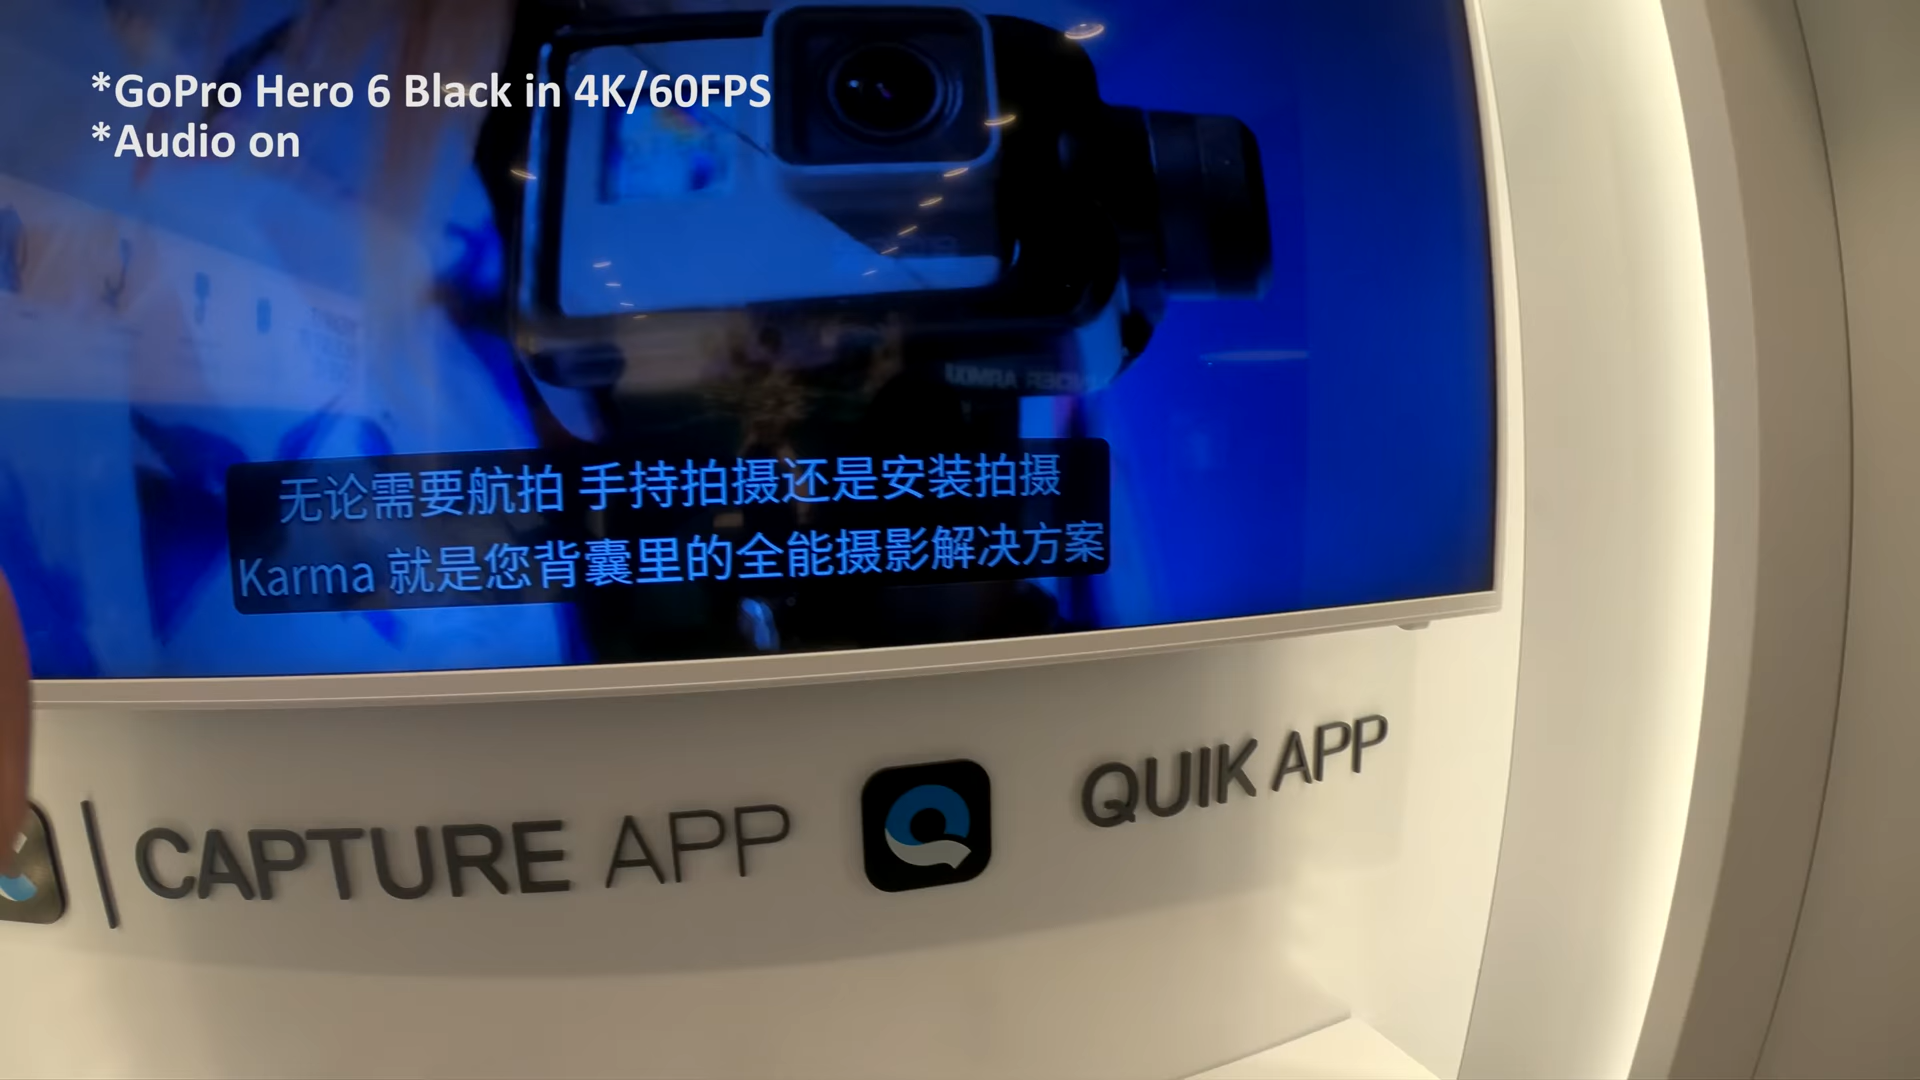 *GoPro Hero 6 Black in 4K/60FPS
*Audio on
UNDER ARMOUR
无论需要航拍 手持拍摄还是安装拍摄
Karma 就是您背囊里的全能摄影解决方案
CAPTURE APP
QUIK APP